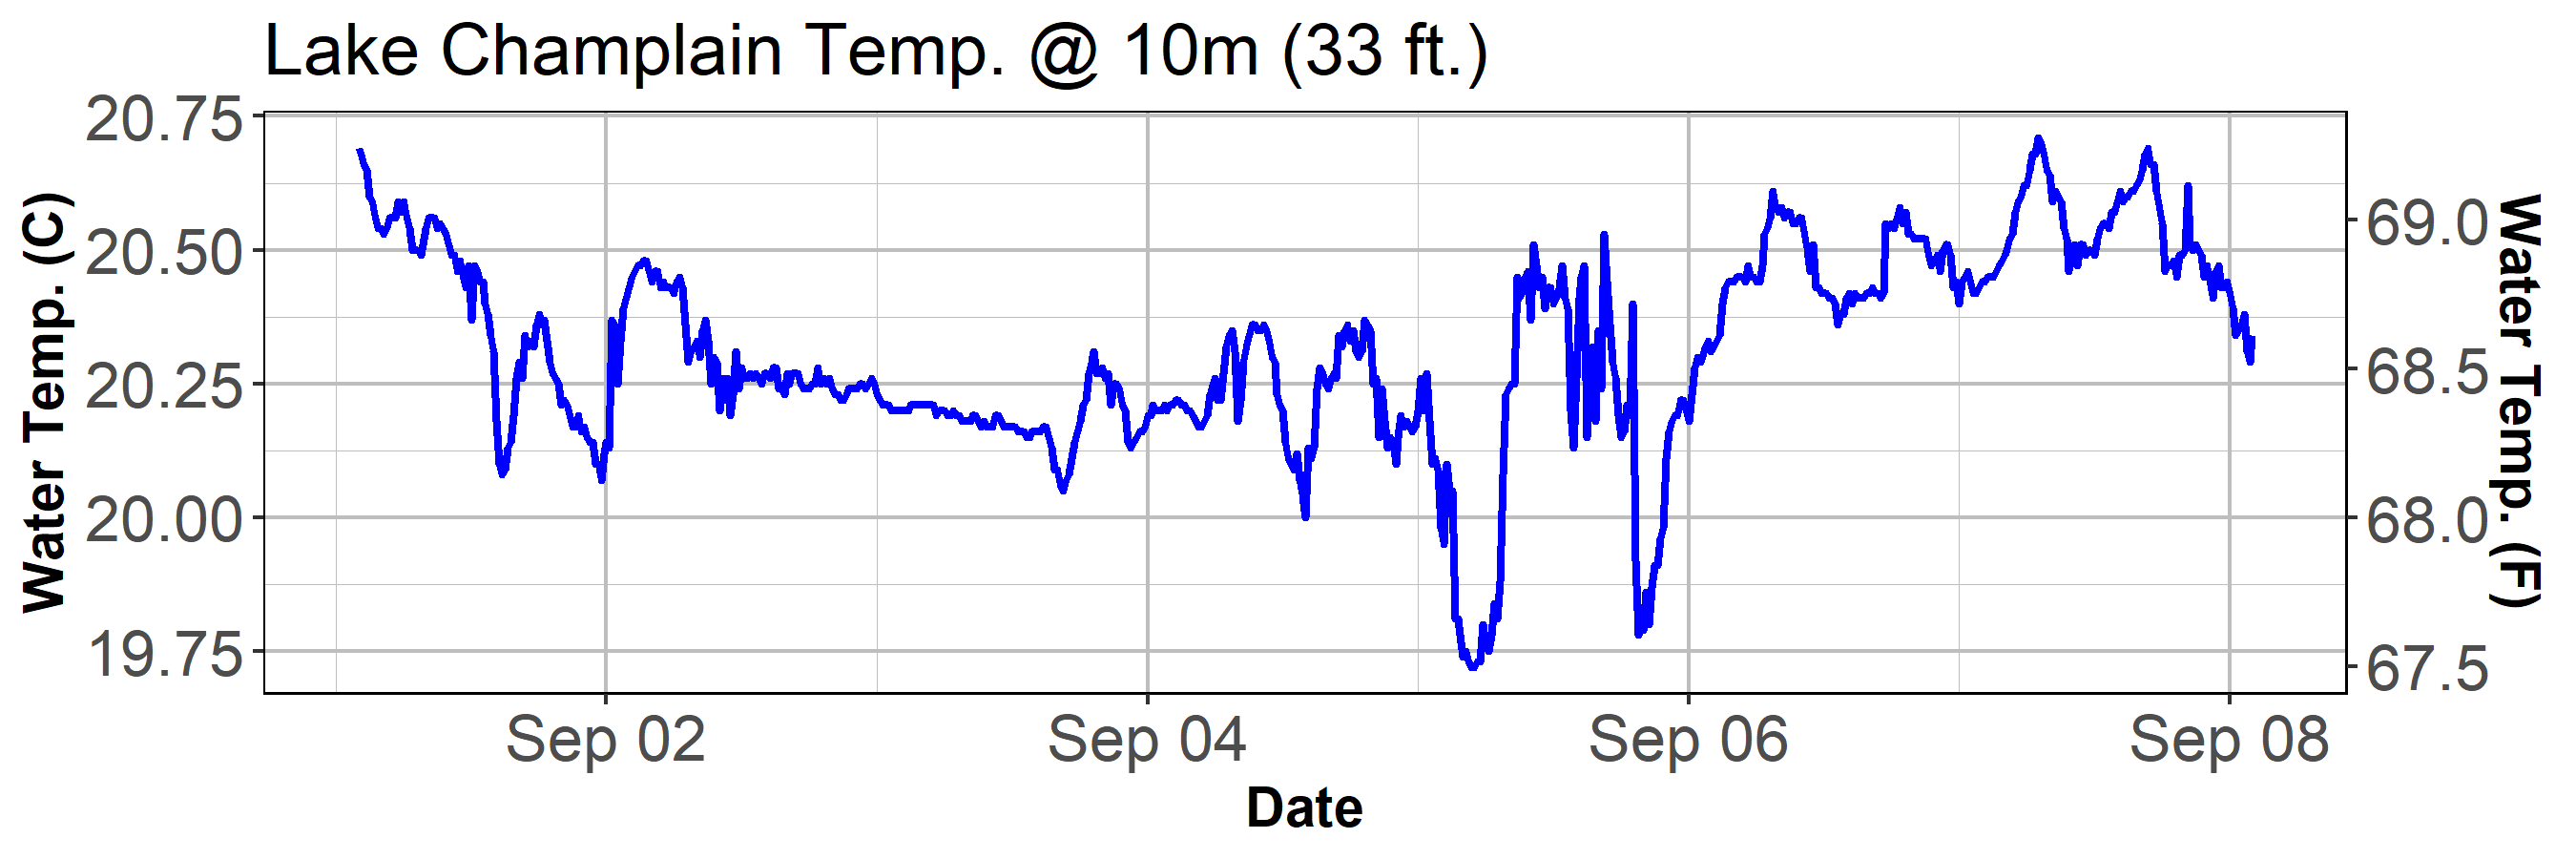 Lake Champlain Temp. @ 10m (33 ft.)
Water Temp. (C)
20.75
20.50
20.25
20.00
19.75
69.0
68.5
68.0
67.5
Water Temp. (F)
Sep 02 Sep 04 Sep 06 Sep 08
Date